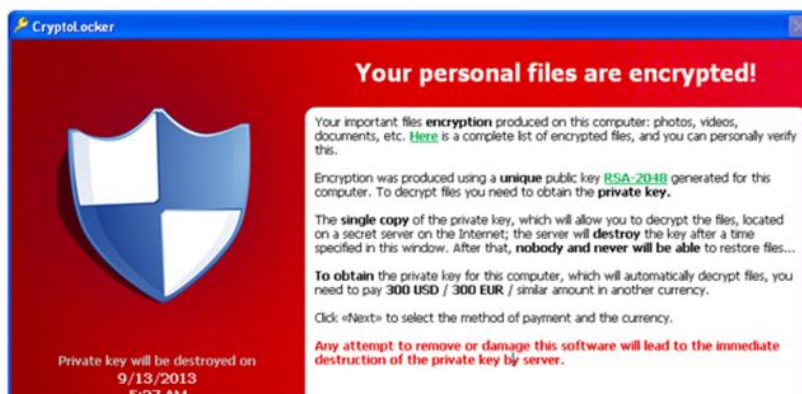 CryptoLocker
Your personal files are encrypted!
Your important files encryption produced on this computer: photos, videos,
documents, etc. Here is a complete list of encrypted files, and you can personally verify
this.
Encryption was produced using a unique public key RSA-2048 generated for this
computer. To decrypt files you need to obtain the private key.
The single copy of the private key, which will allow you to decrypt the files, located
on a secret server on the Internet; the server will destroy the key after a time
specified in this window. After that, nobody and never will be able to restore files...
To obtain the private key for this computer, which will automatically decrypt files, you
need to pay 300 USD / 300 EUR / similar amount in another currency.
Click «Next» to select the method of payment and the currency.
Any attempt to remove or damage this software will lead to the immediate
destruction of the private key by server.
Private key will be destroyed on
9/13/2013
5:27 AM